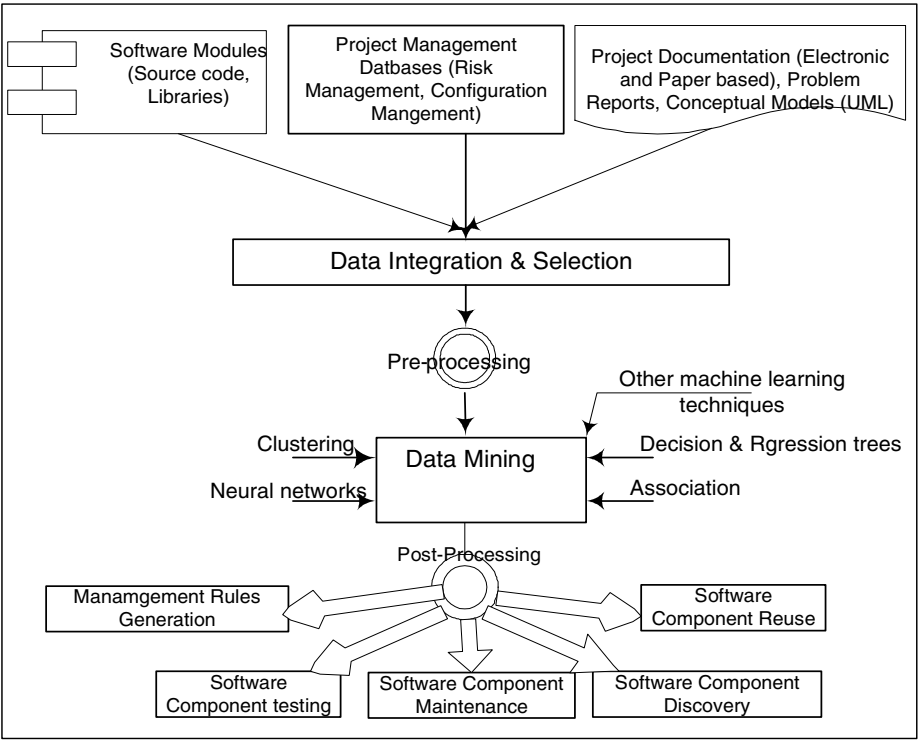 Software Modules
(Source code,
Libraries)
Project Management
Datbases (Risk
Management, Configuration
Mangement)
Project Documentation (Electronic
and Paper based), Problem
Reports, Conceptual Models (UML)
Data Integration & Selection
Pre-processing
Other machine learning
techniques
Clustering
Data Mining
Decision & Rgression trees
Neural networks
Association
Post-Processing
Manamgement Rules
Generation
Software
Component Reuse
Software
Component testing
Software Component
Maintenance
Software Component
Discovery